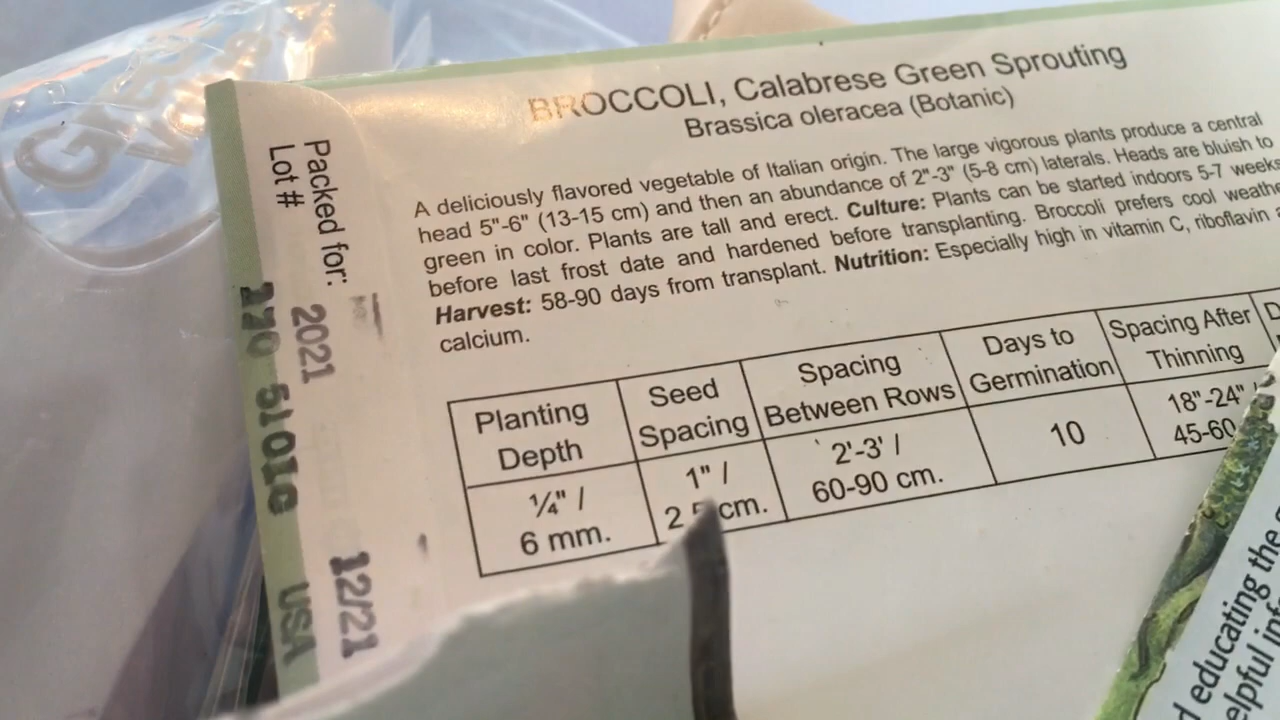 BROCCOLI, Calabrese Green Sprouting
Brassica oleracea (Botanic)
A deliciously flavored vegetable of Italian origin. The large vigorous plants produce a central
head 5"-6" (13-15 cm) and then an abundance of 2"-3" (5-8 cm) laterals. Heads are bluish to
green in color. Plants are tall and erect. Culture: Plants can be started indoors 5-7 weeks
before last frost date and hardened before transplanting. Broccoli prefers cool
Harvest: 58-90 days from transplant. Nutrition: Especially high in vitamin C, riboflavin
calcium.
Planting Depth
Seed Spacing
Spacing Between Rows
Days to Germination
Spacing After Thinning
¼" / 6 mm.
1" / cm.
2'-3' / 60-90 cm.
10
18"-24" 45-60
Packed for: 2021 12/21
Lot # USA
educating the